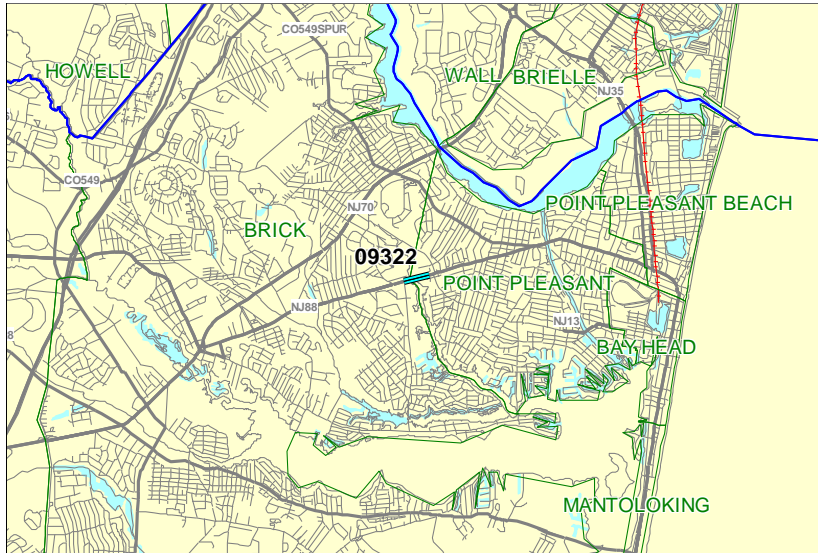 CO549SPUR
HOWELL
WALL BRIELLE
NJ35
CO549
NJ70
POINT PLEASANT BEACH
BRICK
09322
POINT PLEASANT
NJ88
NJ13
8
BAY HEAD
MANTOLOKING